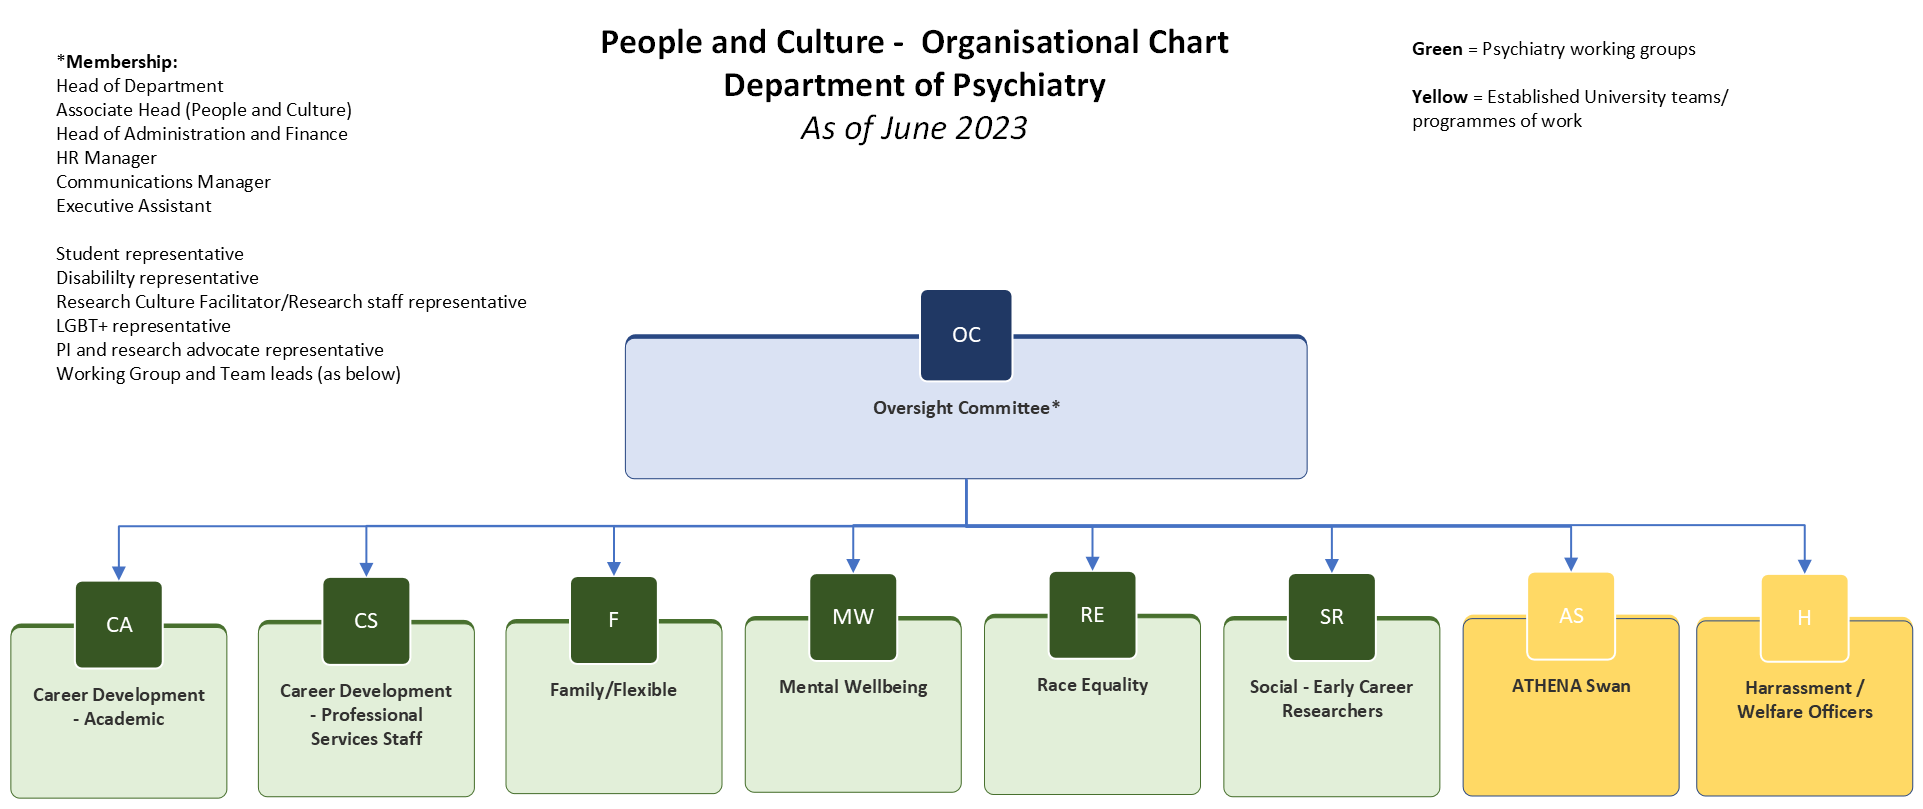 People and Culture -  Organisational Chart
Department of Psychiatry
As of June 2023
*Membership:
Head of Department
Associate Head (People and Culture)
Head of Administration and Finance
HR Manager
Communications Manager
Executive Assistant
Student representative
Disabililty representative
Research Culture Facilitator/Research staff representative
LGBT+ representative
PI and research advocate representative
Working Group and Team leads (as below)
Green = Psychiatry working groups
Yellow = Established University teams/
programmes of work
OC
Oversight Committee*
CA
Career Development
- Academic
CS
Career Development
- Professional
Services Staff
F
Family/Flexible
MW
Mental Wellbeing
RE
Race Equality
SR
Social - Early Career
Researchers
AS
ATHENA Swan
H
Harrassment /
Welfare Officers